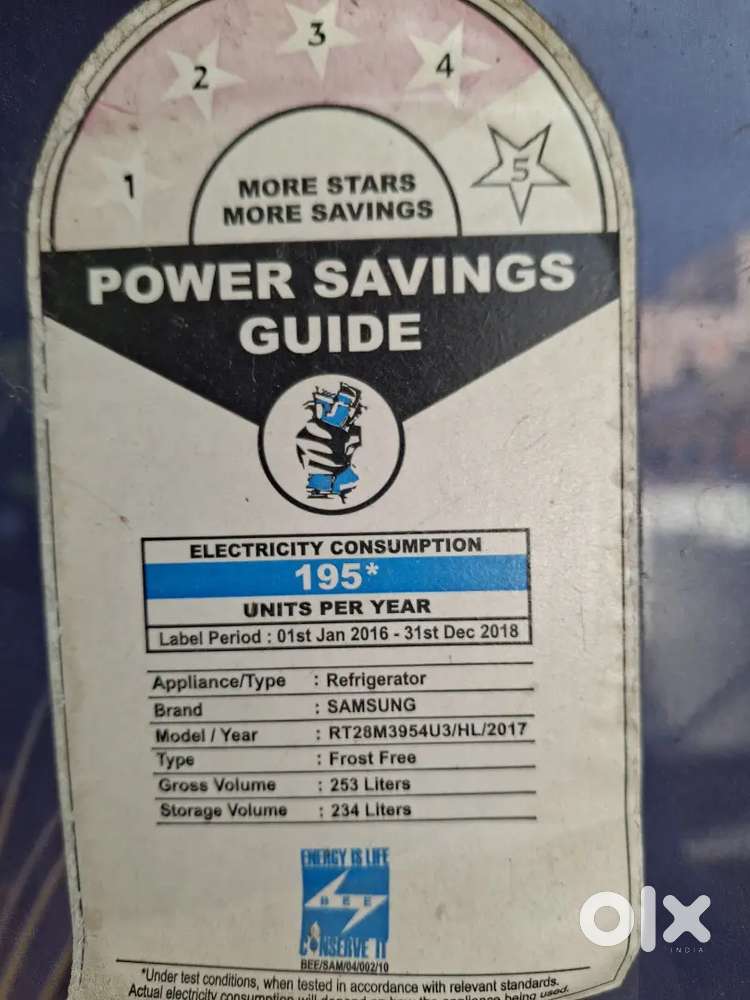 1
2
3
4
5
MORE STARS
MORE SAVINGS
POWER SAVINGS
GUIDE
ELECTRICITY CONSUMPTION
195*
UNITS PER YEAR
Label Period : 01st Jan 2016 - 31st Dec 2018
Appliance/Type : Refrigerator
Brand : SAMSUNG
Model / Year : RT28M3954U3/HL/2017
Type : Frost Free
Gross Volume : 253 Liters
Storage Volume : 234 Liters
ENERGY IS LIFE
BEE
CONSERVE IT
BEE/SAM/04/002/10
*Under test conditions, when tested in accordance with relevant standards.
Actual electricity consumption will depend on how the appliance being used.
olx
INDIA